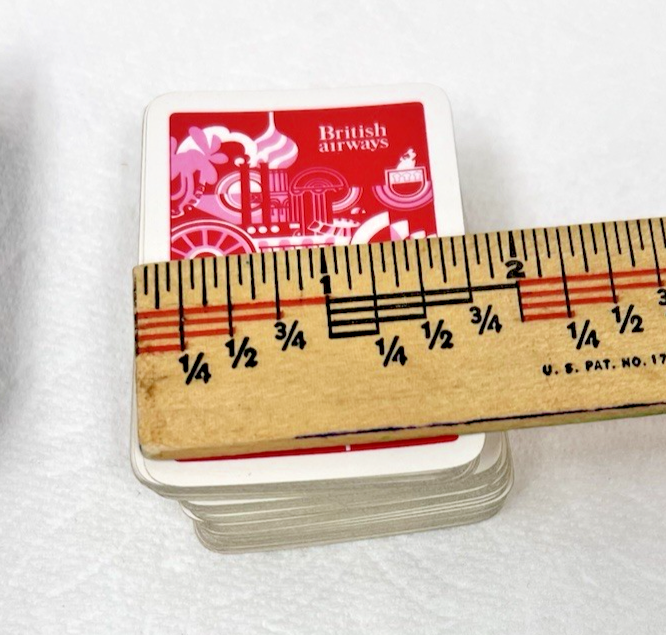 British
airways
1 2
1/4 1/2 3/4 1/4 1/2 3/4 1/4 1/2 3
U. S. PAT. NO. 17